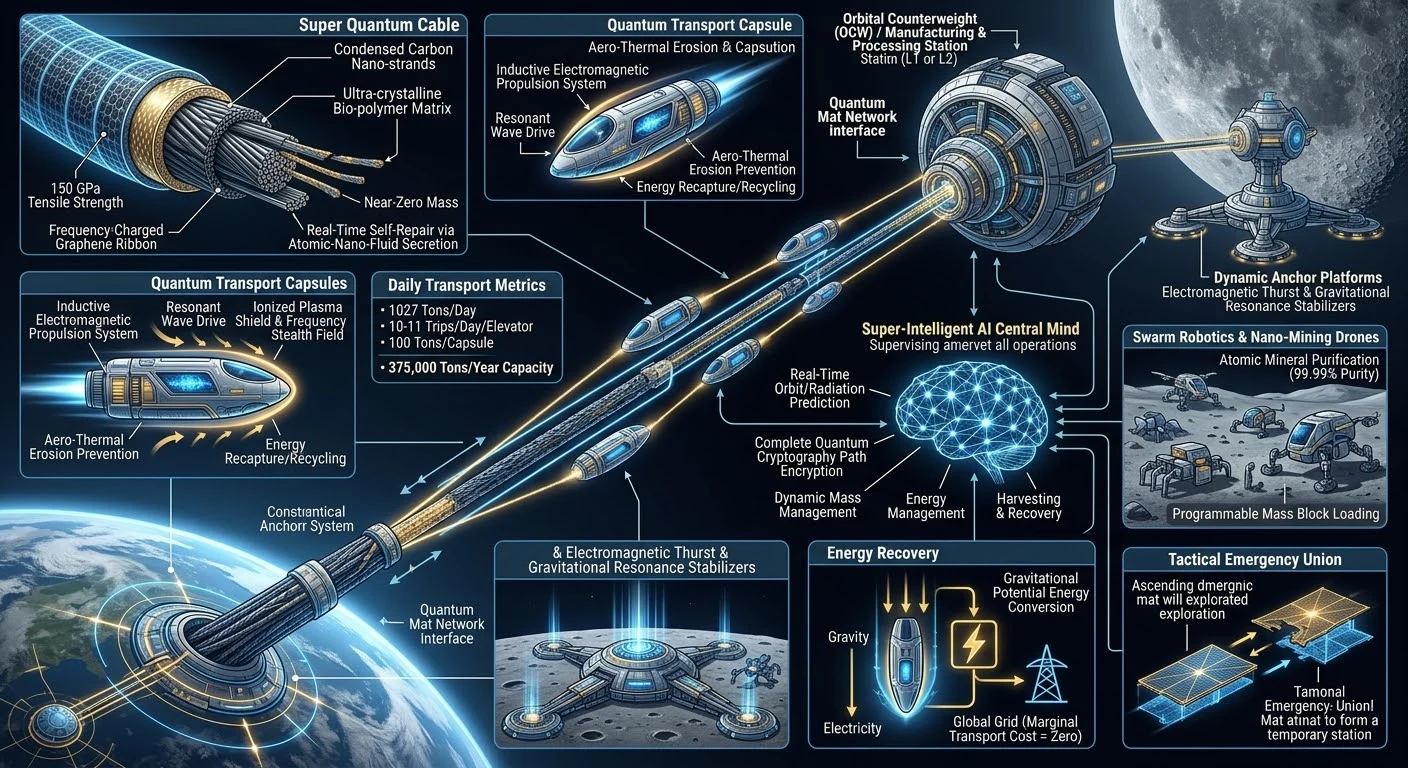 Super Quantum Cable
Condensed Carbon
Nano-strands
Ultra-crystalline
Bio-polymer Matrix
150 GPa
Tensile Strength
Near-Zero Mass
Frequency-Charged
Graphene Ribbon
Real-Time Self-Repair via
Atomic-Nano-Fluid Secretion
Quantum Transport Capsule
Aero-Thermal Erosion & Capsution
Inductive Electromagnetic
Propulsion System
Resonant
Wave Drive
Aero-Thermal
Erosion Prevention
Energy Recapture/Recycling
Orbital Counterweight
(OCW) / Manufacturing &
Processing Station
Statirn (L1 or L2)
Quantum
Mat Network
interface
Dynamic Anchor Platforms
Electromagnetic Thurst & Gravitational
Resonance Stabilizers
Quantum Transport Capsules
Inductive
Electromagnetic
Propulsion System
Resonant
Wave Drive
Ionized Plasma
Shield & Frequency
Stealth Field
Aero-Thermal
Erosion Prevention
Energy
Recapture/Recycling
Daily Transport Metrics
• 1027 Tons/Day
• 10-11 Trips/Day/Elevator
• 100 Tons/Capsule
• 375,000 Tons/Year Capacity
Super-Intelligent AI Central Mind
Supervising amervet all operations
Real-Time
Orbit/Radiation
Prediction
Complete Quantum
Cryptography Path
Encryption
Dynamic Mass
Management
Energy
Management
Harvesting
& Recovery
Swarm Robotics & Nano-Mining Drones
Atomic Mineral Purification
(99.99% Purity)
Programmable Mass Block Loading
Anchorr System
Quantum
Mat Network
Interface
& Electromagnetic Thurst &
Gravitational Resonance Stabilizers
Energy Recovery
Gravitational
Potential Energy
Conversion
Gravity
Electricity
Global Grid (Marginal
Transport Cost = Zero)
Tactical Emergency Union
Ascending dmergnic
mat will explorated
exploration
Tamonal
Emergency: Union!
Mat atinat to form a
temporary station